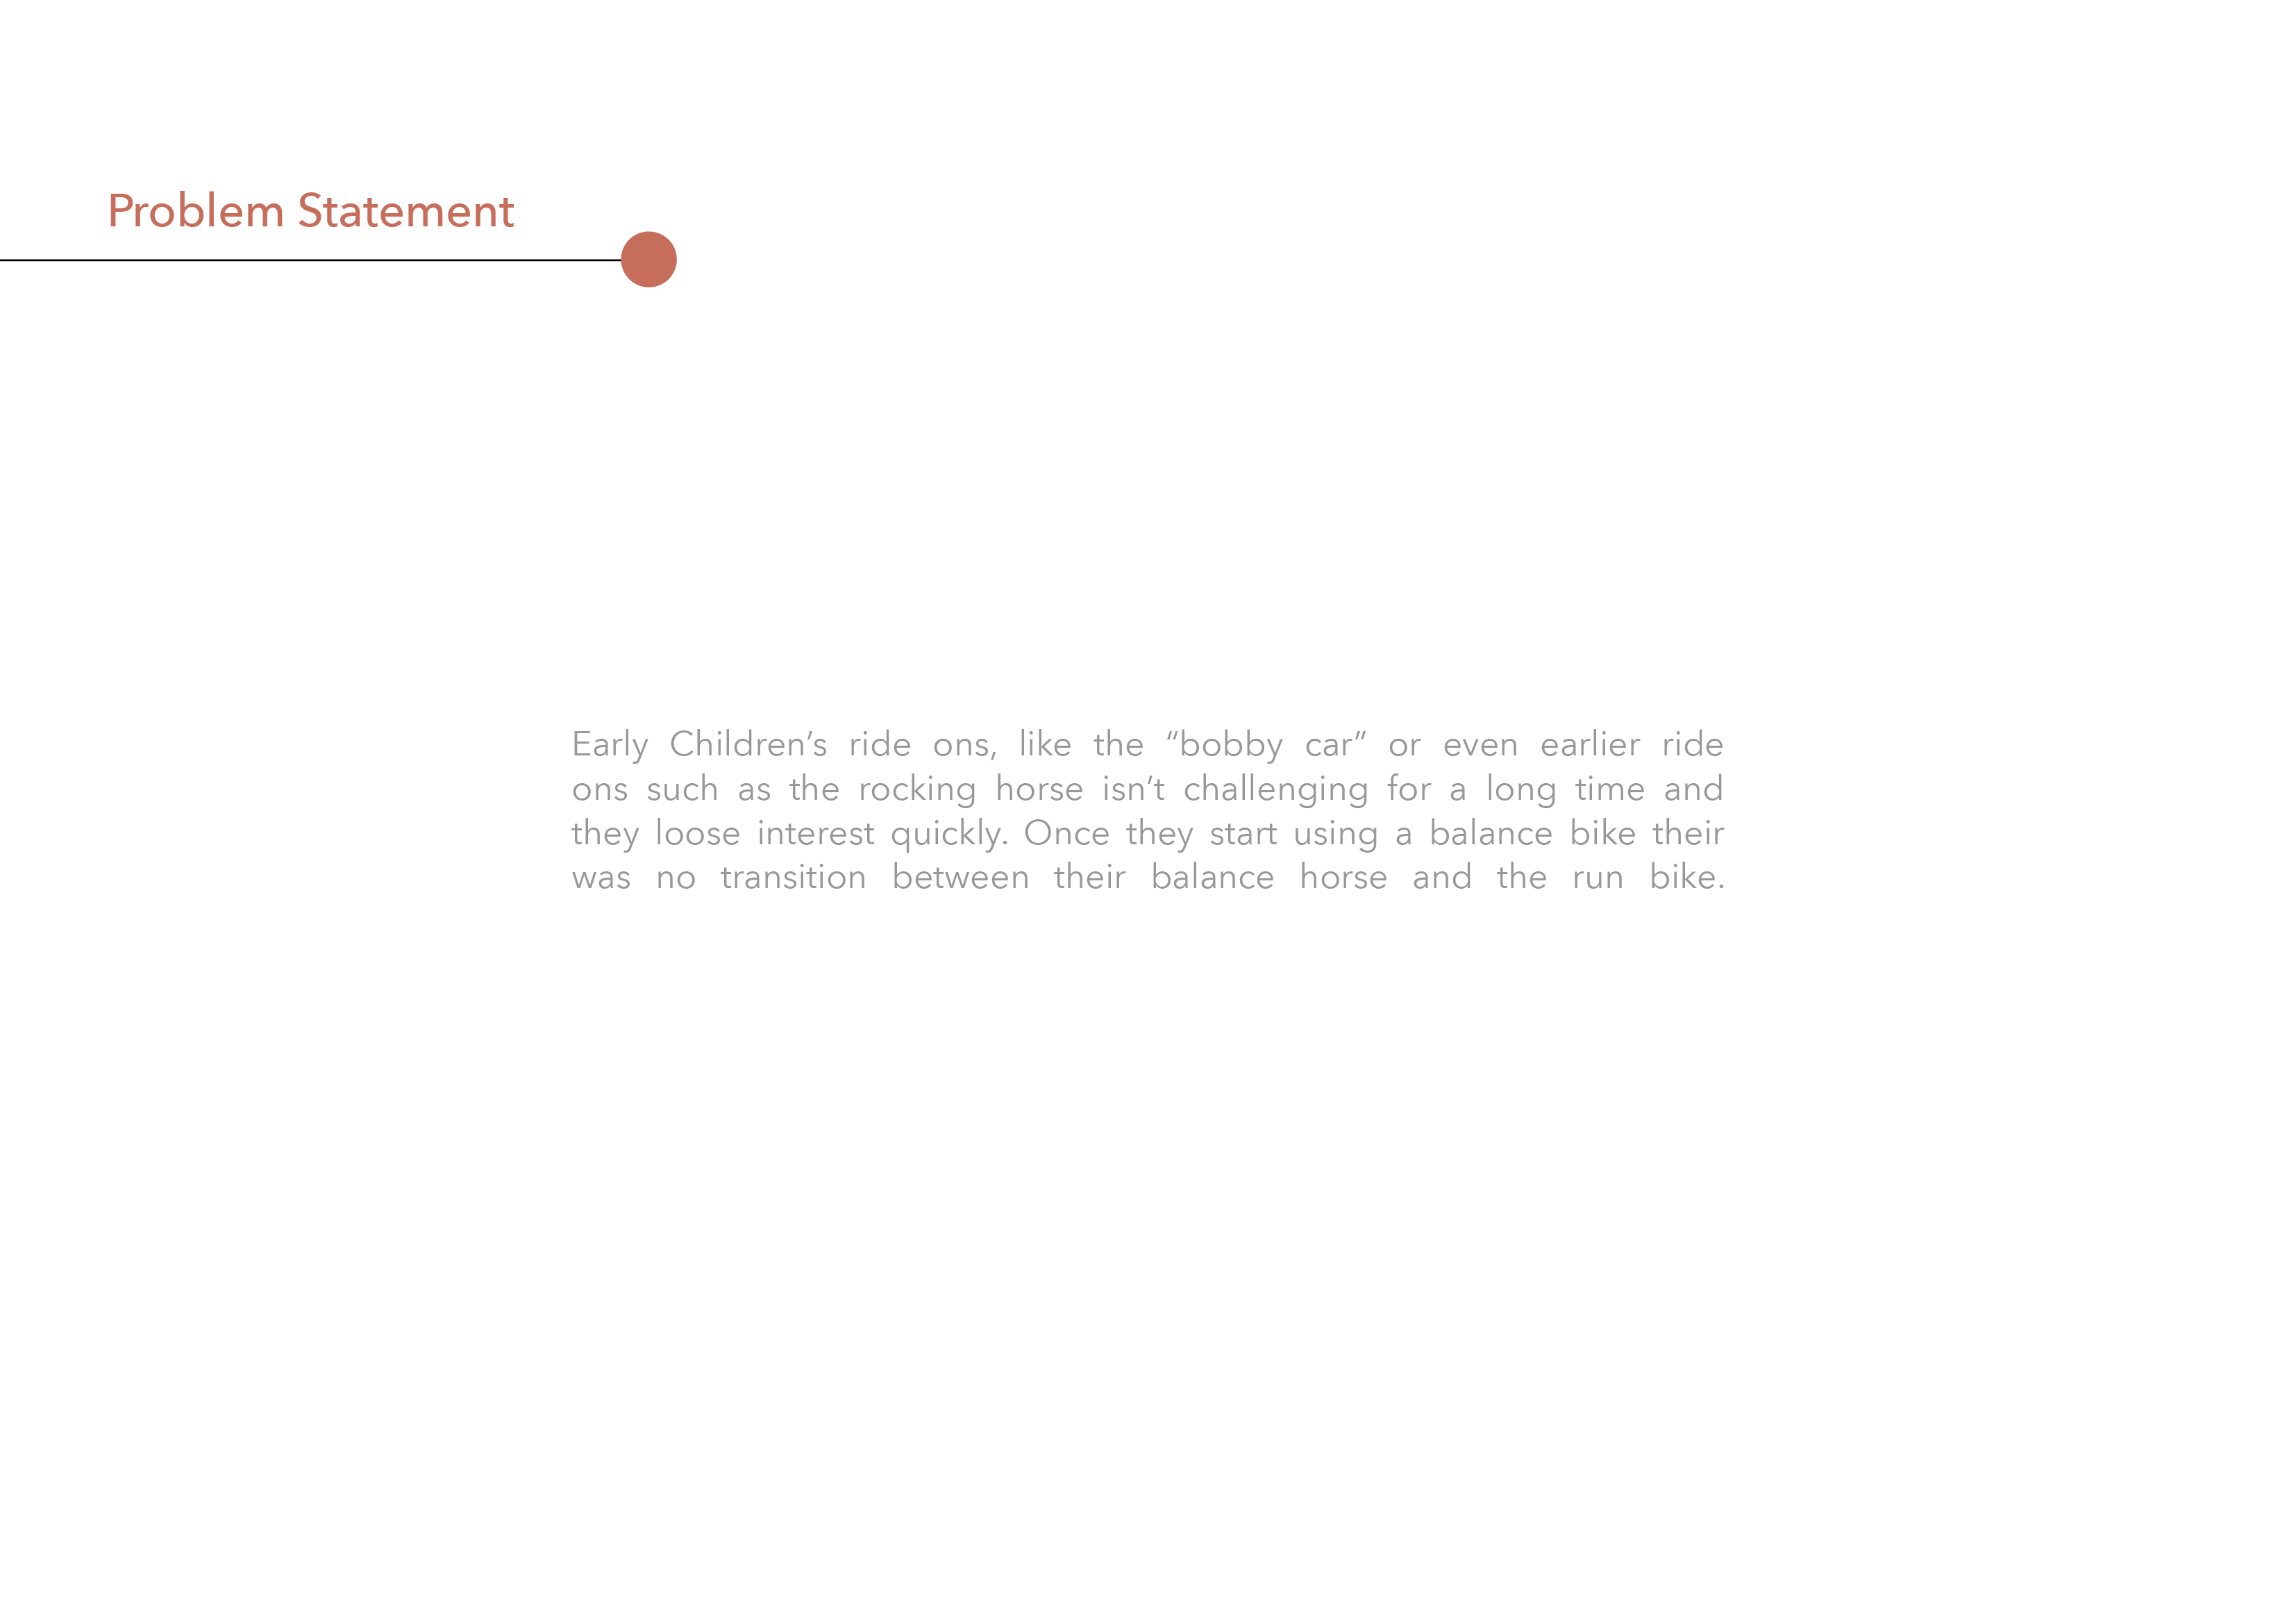 Problem Statement
Early Children’s ride ons, like the “bobby car” or even earlier ride
ons such as the rocking horse isn’t challenging for a long time and
they loose interest quickly. Once they start using a balance bike their
was no transition between their balance horse and the run bike.